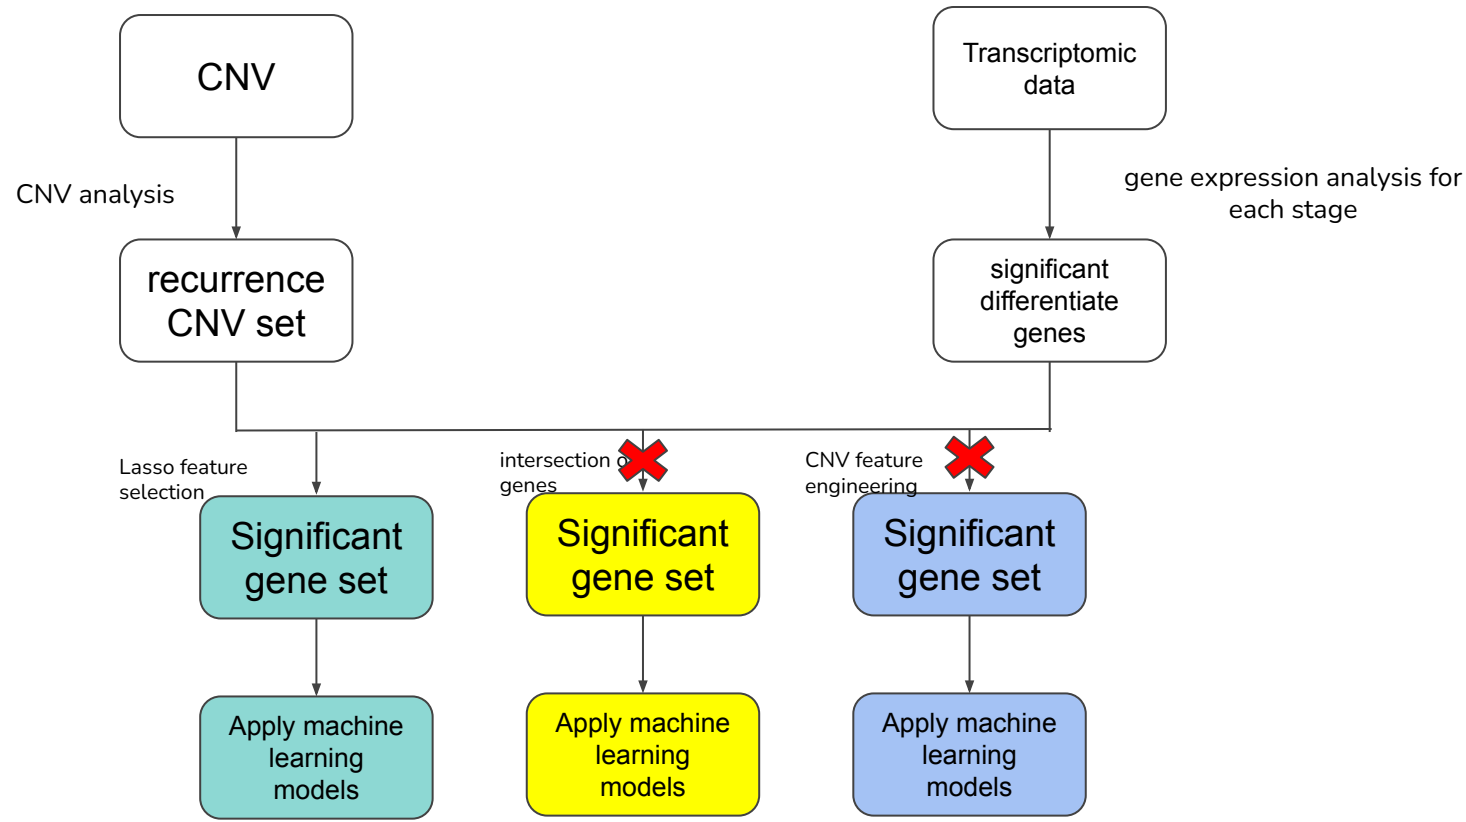 CNV
Transcriptomic
data
CNV analysis
gene expression analysis for
each stage
recurrence
CNV set
significant
differentiate
genes
Lasso feature
selection
intersection o
genes
CNV feature
engineering
Significant
gene set
Significant
gene set
Significant
gene set
Apply machine
learning
models
Apply machine
learning
models
Apply machine
learning
models